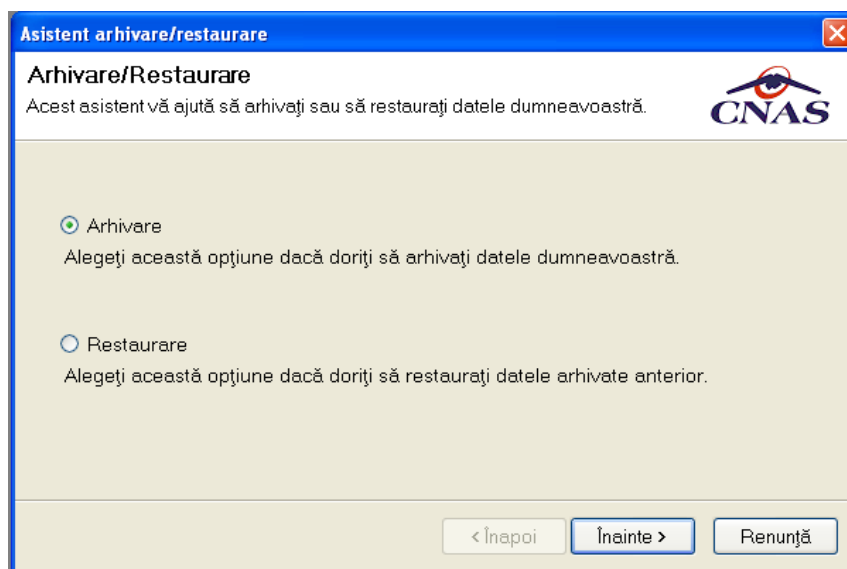 Asistent arhivare/restaurare
Arhivare/Restaurare
Acest asistent vă ajută să arhivaţi sau să restauraţi datele dumneavoastră.
CNAS
Arhivare
Alegeţi această opţiune dacă doriţi să arhivaţi datele dumneavoastră.
Restaurare
Alegeţi această opţiune dacă doriţi să restauraţi datele arhivate anterior.
< Înapoi Înainte > Renunţă